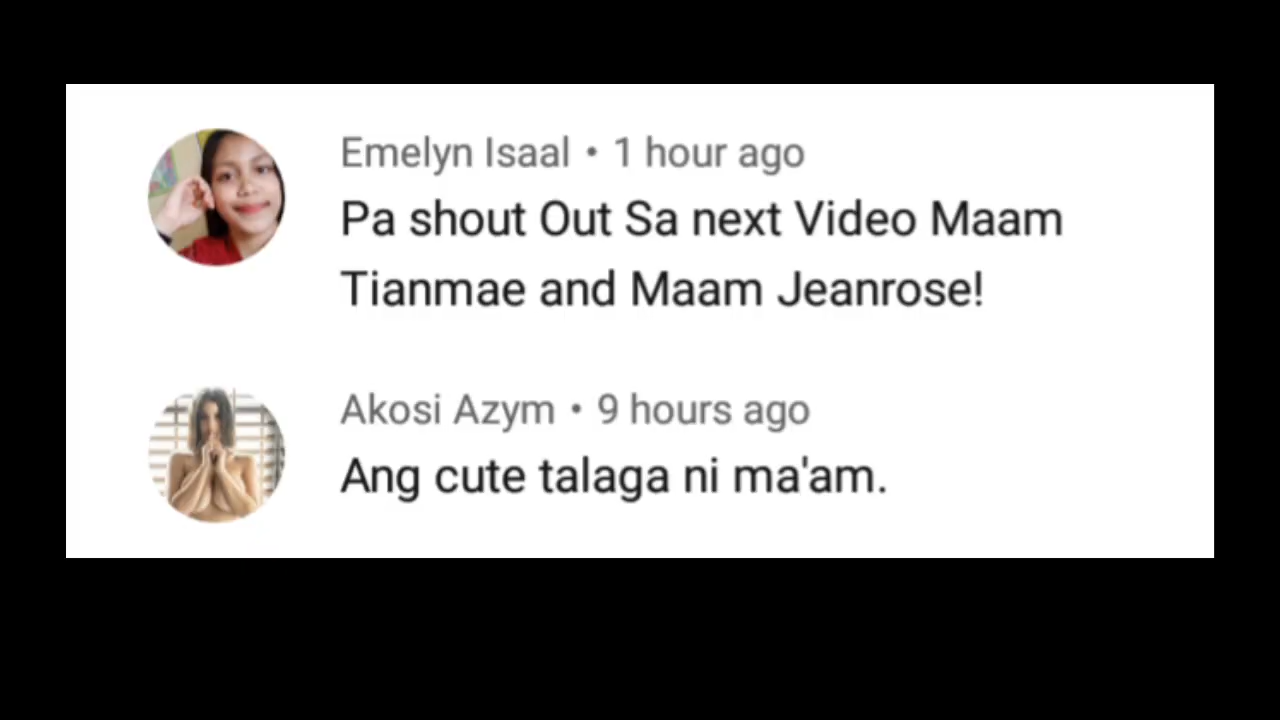 Emelyn Isaal • 1 hour ago
Pa shout Out Sa next Video Maam
Tianmae and Maam Jeanrose!
Akosi Azym • 9 hours ago
Ang cute talaga ni ma'am.